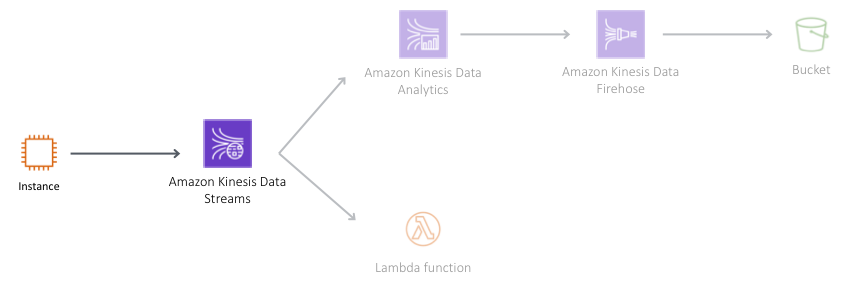 Amazon Kinesis Data
Analytics
Amazon Kinesis Data
Firehose
Bucket
Instance
Amazon Kinesis Data
Streams
Lambda function